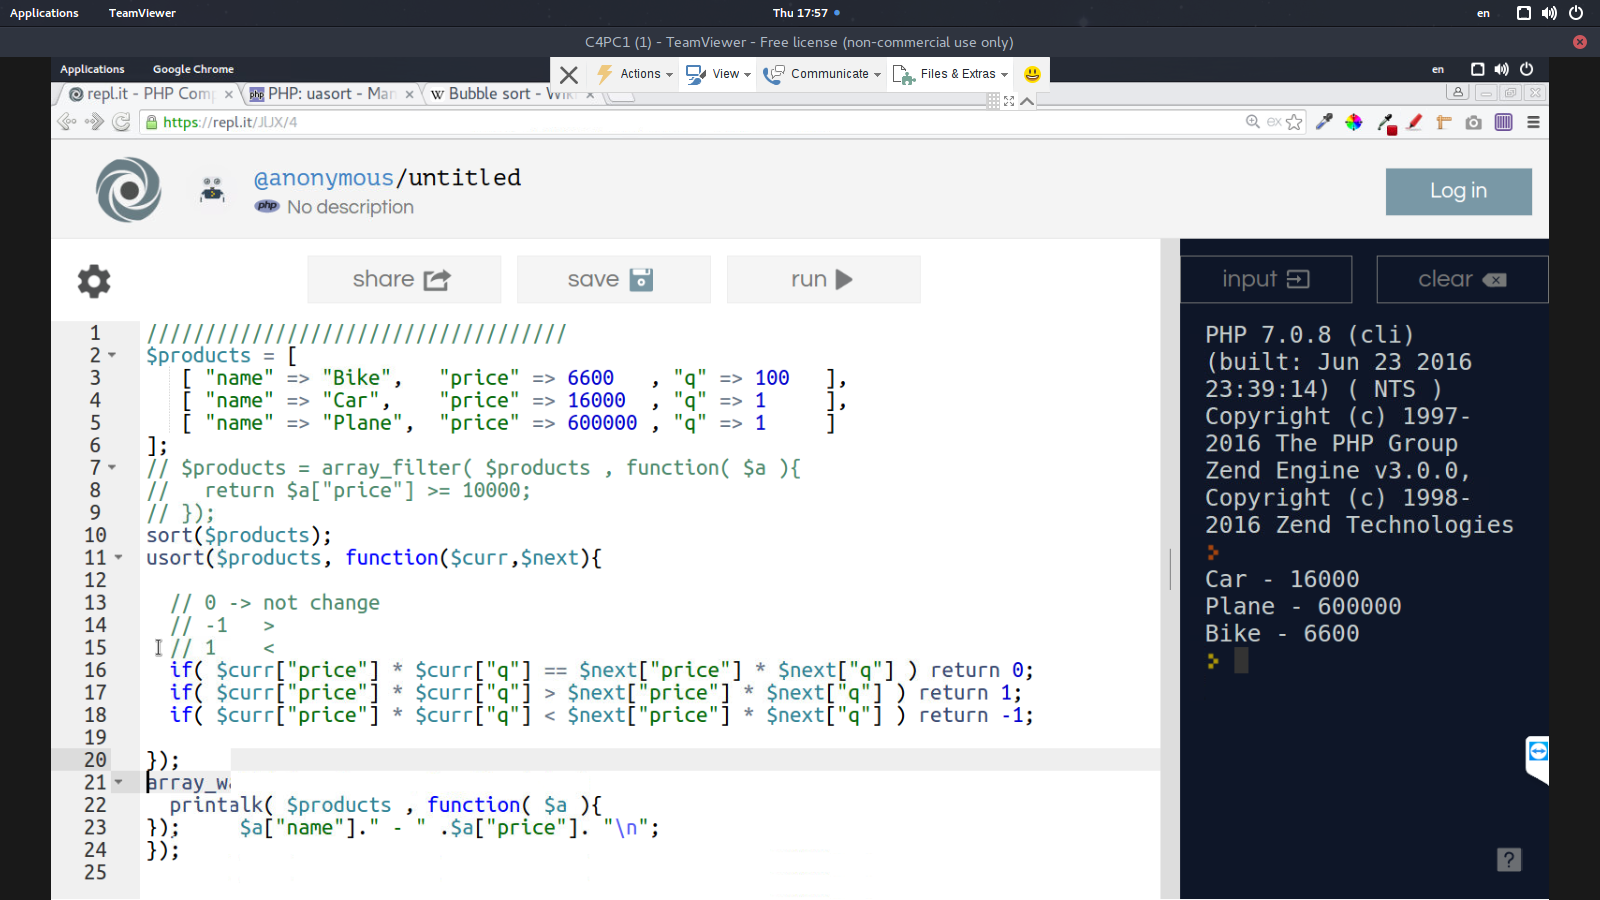 Applications TeamViewer Thu 17:57 en
C4PC1 (1) - TeamViewer - Free license (non-commercial use only)
Applications Google Chrome en
Actions View Communicate Files & Extras
repl.it - PHP Com PHP: uasort - Man Bubble sort - Wiki
https://repl.it/JlJX/4
@anonymous/untitled
php No description
Log in
share save run
input clear
1 ////////////////////////////////////
2 $products = [
3 [ "name" => "Bike", "price" => 6600 , "q" => 100 ],
4 [ "name" => "Car", "price" => 16000 , "q" => 1 ],
5 [ "name" => "Plane", "price" => 600000 , "q" => 1 ]
6 ];
7 // $products = array_filter( $products , function( $a ){
8 // return $a["price"] >= 10000;
9 // });
10 sort($products);
11 usort($products, function($curr,$next){
12
13 // 0 -> not change
14 // -1 >
15 // 1 <
16 if( $curr["price"] * $curr["q"] == $next["price"] * $next["q"] ) return 0;
17 if( $curr["price"] * $curr["q"] > $next["price"] * $next["q"] ) return 1;
18 if( $curr["price"] * $curr["q"] < $next["price"] * $next["q"] ) return -1;
19
20 });
21 array_wa
22 printalk( $products , function( $a ){
23 }); $a["name"]." - " .$a["price"]. "\n";
24 });
25
PHP 7.0.8 (cli)
(built: Jun 23 2016
23:39:14) ( NTS )
Copyright (c) 1997-
2016 The PHP Group
Zend Engine v3.0.0,
Copyright (c) 1998-
2016 Zend Technologies
>
Car - 16000
Plane - 600000
Bike - 6600
>
?